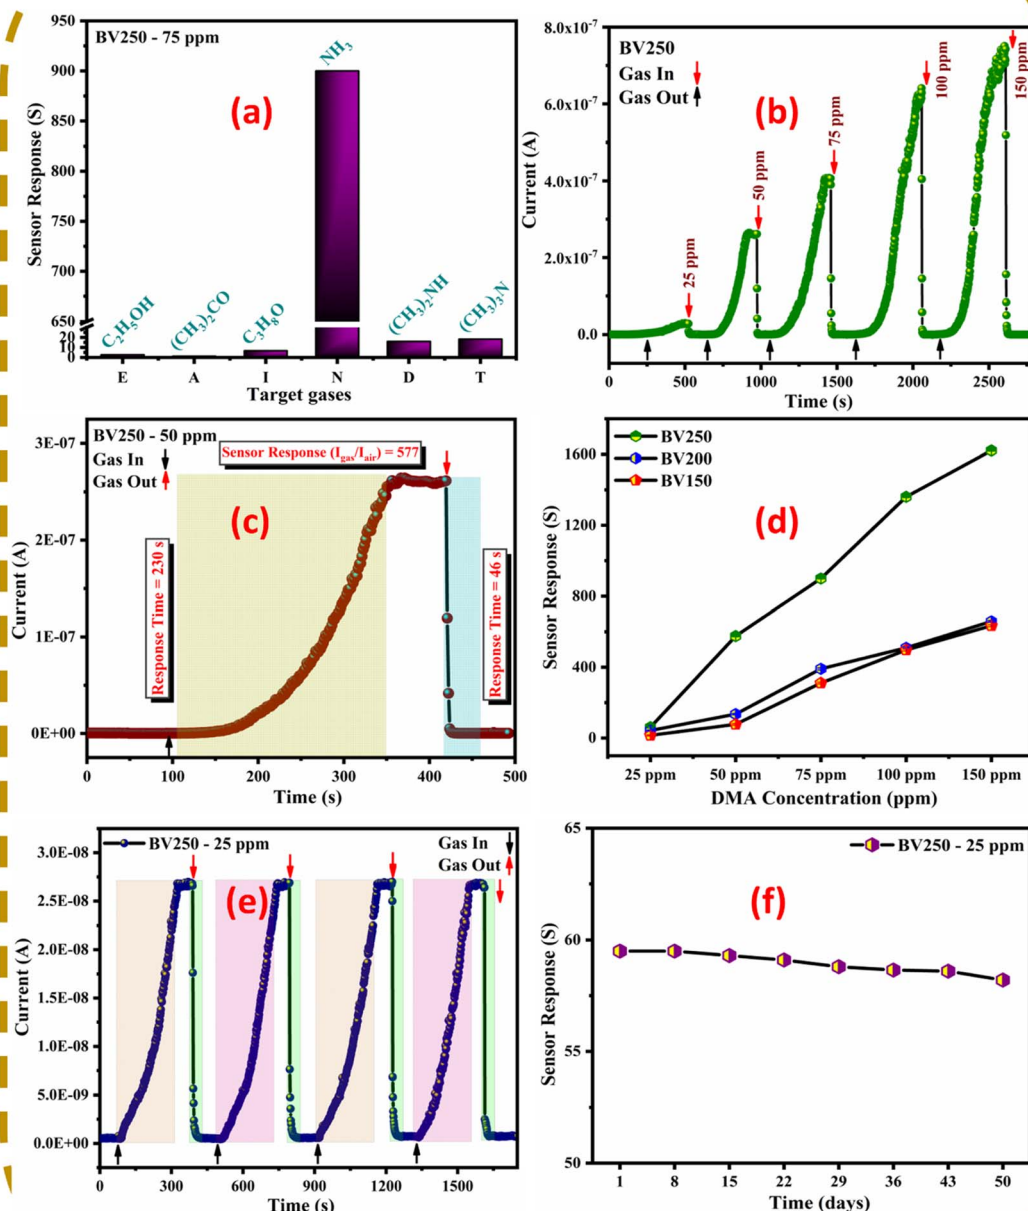 BV250 - 75 ppm
(a)
Sensor Response (S)
950
900
850
800
750
700
650
20
10
0
C₂H₅OH
(CH₃)₂CO
C₃H₈O
NH₃
(CH₃)₂NH
(CH₃)₃N
E A I N D T
Target gases
BV250
Gas In
Gas Out
(b)
Current (A)
8.0x10⁻⁷
6.0x10⁻⁷
4.0x10⁻⁷
2.0x10⁻⁷
0.0
25 ppm
50 ppm
75 ppm
100 ppm
150 ppm
0 500 1000 1500 2000 2500
Time (s)
BV250 - 50 ppm
Gas In
Gas Out
Sensor Response (I_gas/I_air) = 577
(c)
Current (A)
3E-07
2E-07
1E-07
0E+00
Response Time = 230 s
Response Time = 46 s
0 100 200 300 400 500
Time (s)
BV250
BV200
BV150
(d)
Sensor Response (S)
1600
1200
800
400
0
25 ppm 50 ppm 75 ppm 100 ppm 150 ppm
DMA Concentration (ppm)
BV250 - 25 ppm
Gas In
Gas Out
(e)
Current (A)
3.0E-08
2.5E-08
2.0E-08
1.5E-08
1.0E-08
5.0E-09
0.0E+00
0 300 600 900 1200 1500
Time (s)
BV250 - 25 ppm
(f)
Sensor Response (S)
65
60
55
50
1 8 15 22 29 36 43 50
Time (days)